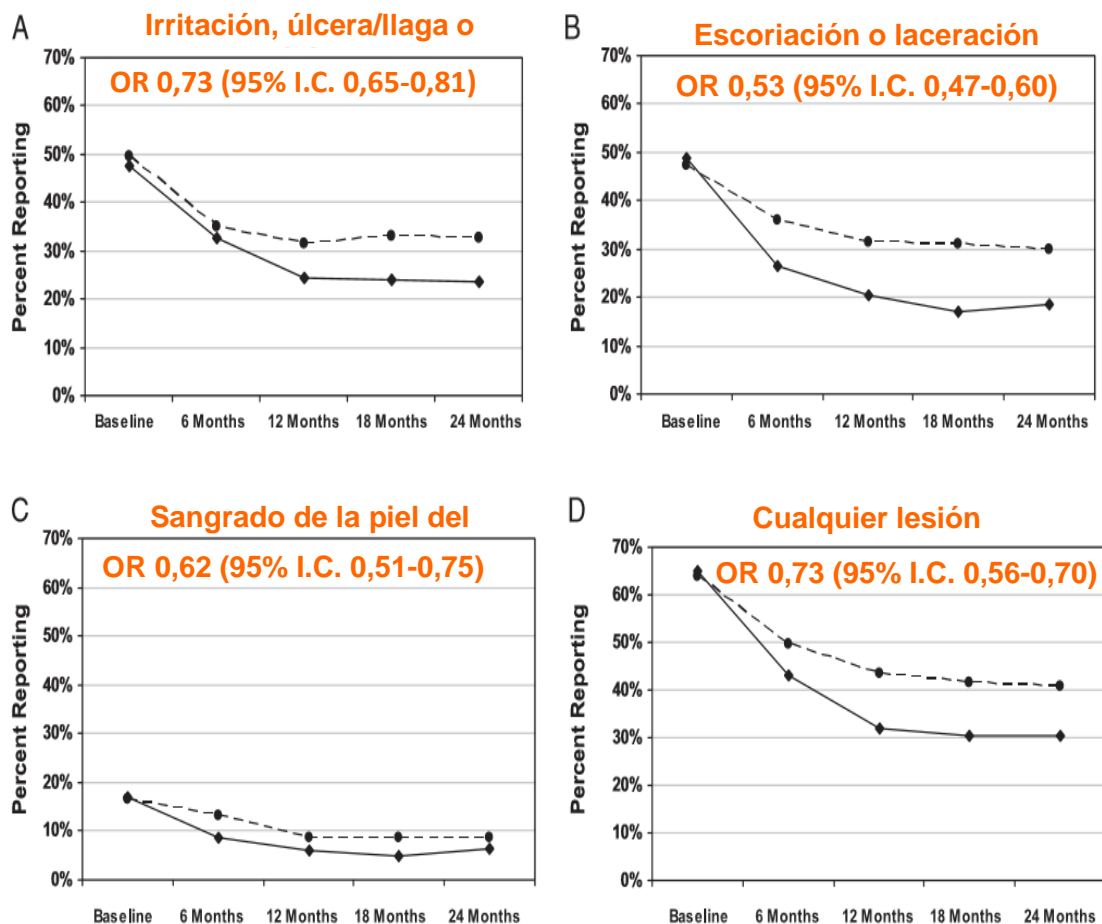 A
Irritación, úlcera/llaga o
OR 0,73 (95% I.C. 0,65-0,81)
Percent Reporting
70%
60%
50%
40%
30%
20%
10%
0%
Baseline 6 Months 12 Months 18 Months 24 Months
B
Escoriación o laceración
OR 0,53 (95% I.C. 0,47-0,60)
Percent Reporting
70%
60%
50%
40%
30%
20%
10%
0%
Baseline 6 Months 12 Months 18 Months 24 Months
C
Sangrado de la piel del
OR 0,62 (95% I.C. 0,51-0,75)
Percent Reporting
70%
60%
50%
40%
30%
20%
10%
0%
Baseline 6 Months 12 Months 18 Months 24 Months
D
Cualquier lesión
OR 0,73 (95% I.C. 0,56-0,70)
Percent Reporting
70%
60%
50%
40%
30%
20%
10%
0%
Baseline 6 Months 12 Months 18 Months 24 Months